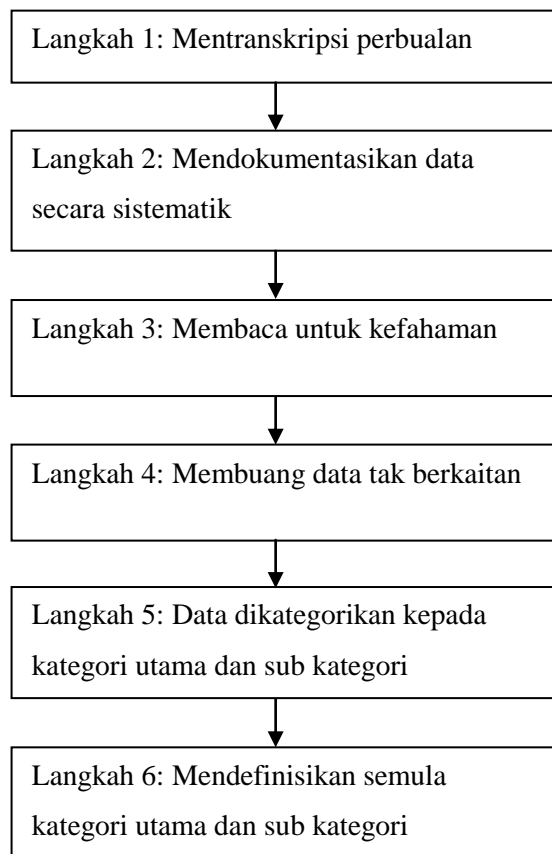 Langkah 1: Mentranskripsi perbualan
Langkah 2: Mendokumentasikan data
secara sistematik
Langkah 3: Membaca untuk kefahaman
Langkah 4: Membuang data tak berkaitan
Langkah 5: Data dikategorikan kepada
kategori utama dan sub kategori
Langkah 6: Mendefinisikan semula
kategori utama dan sub kategori